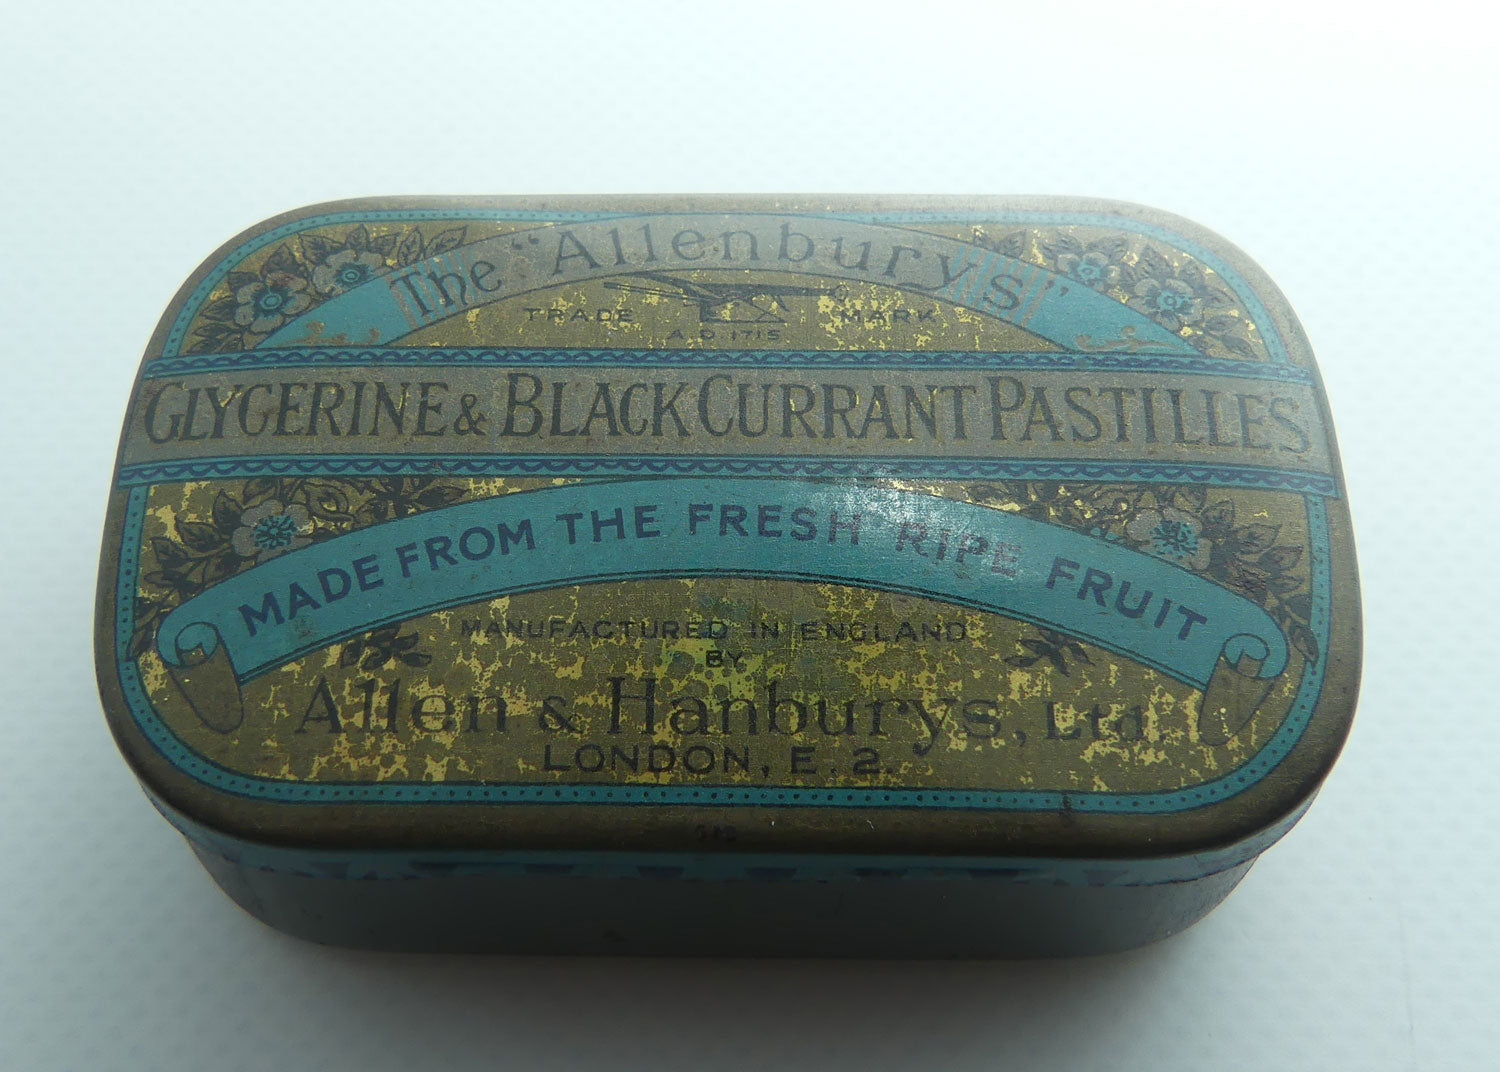 The "Allenburys"
TRADE MARK
A.D. 1715
GLYCERINE & BLACK CURRANT PASTILLES
MADE FROM THE FRESH RIPE FRUIT
MANUFACTURED IN ENGLAND
BY
Allen & Hanburys, Ltd
LONDON, E. 2.